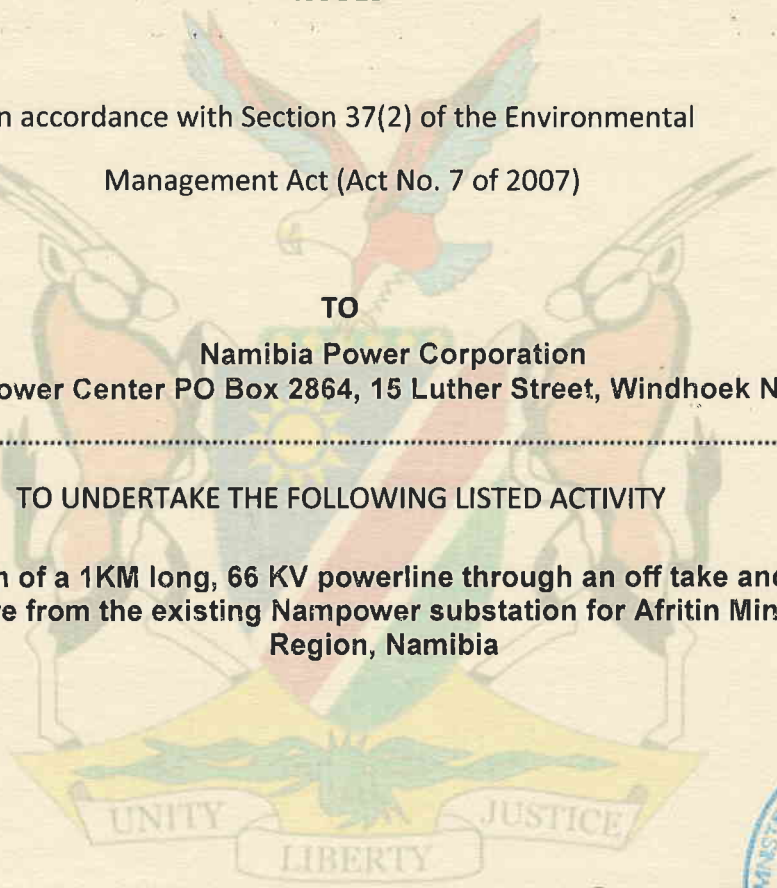 n accordance with Section 37(2) of the Environmental
Management Act (Act No. 7 of 2007)
TO
Namibia Power Corporation
ower Center PO Box 2864, 15 Luther Street, Windhoek N
TO UNDERTAKE THE FOLLOWING LISTED ACTIVITY
n of a 1KM long, 66 KV powerline through an off take and
e from the existing Nampower substation for Afritin Min
Region, Namibia
UNITY
JUSTICE
LIBERTY